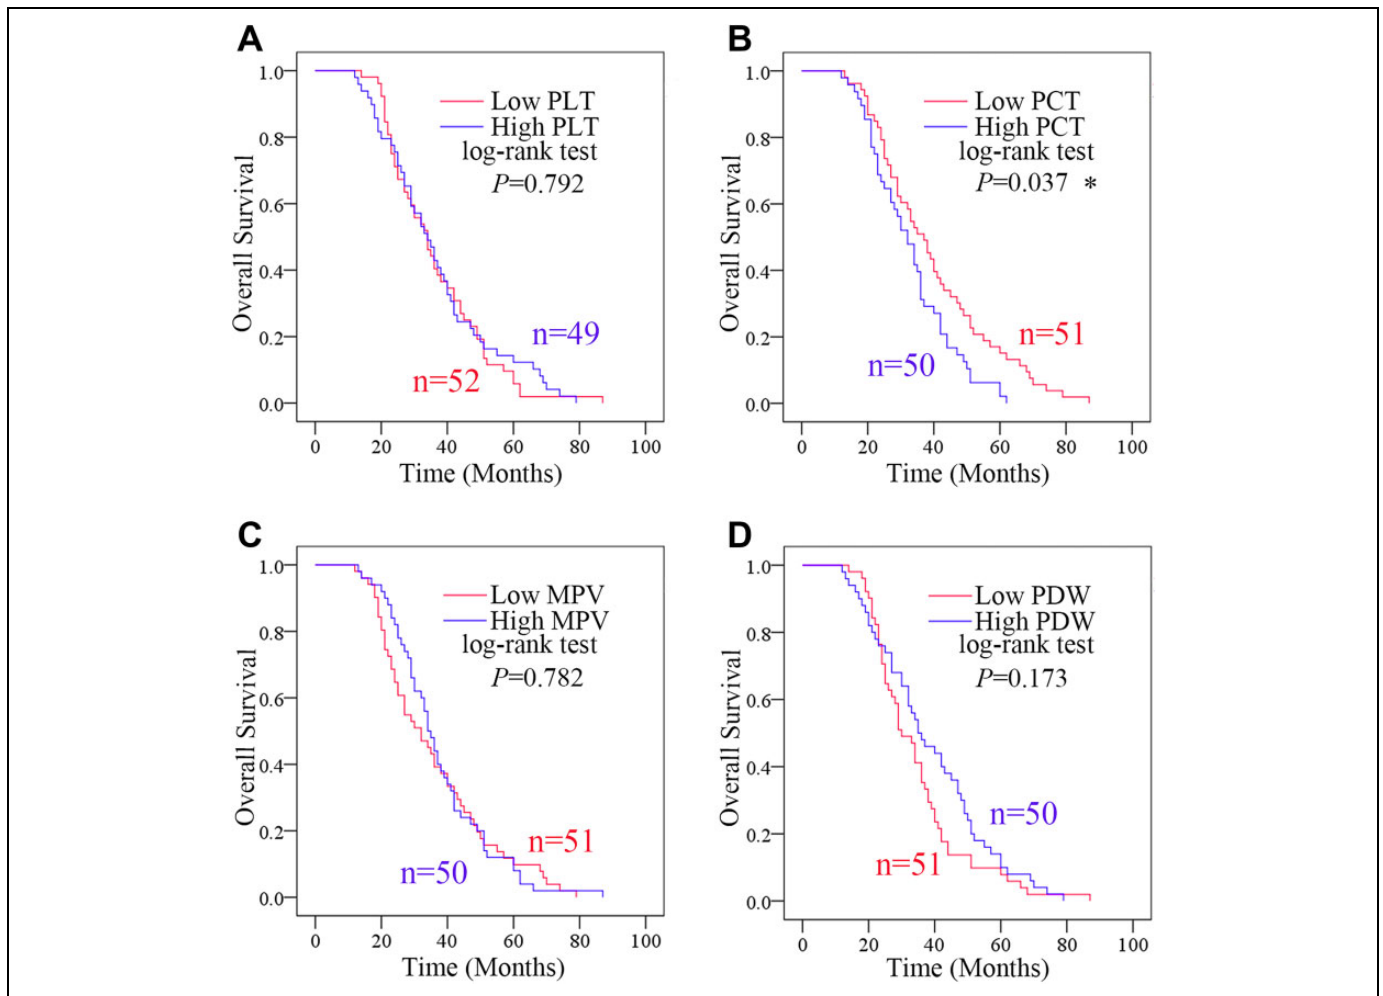 A
Overall Survival
1.0
0.8
0.6
0.4
0.2
0.0
Low PLT
High PLT
log-rank test
P=0.792
n=49
n=52
0 20 40 60 80 100
Time (Months)
B
Overall Survival
1.0
0.8
0.6
0.4
0.2
0.0
Low PCT
High PCT
log-rank test
P=0.037 *
n=51
n=50
0 20 40 60 80 100
Time (Months)
C
Overall Survival
1.0
0.8
0.6
0.4
0.2
0.0
Low MPV
High MPV
log-rank test
P=0.782
n=51
n=50
0 20 40 60 80 100
Time (Months)
D
Overall Survival
1.0
0.8
0.6
0.4
0.2
0.0
Low PDW
High PDW
log-rank test
P=0.173
n=50
n=51
0 20 40 60 80 100
Time (Months)